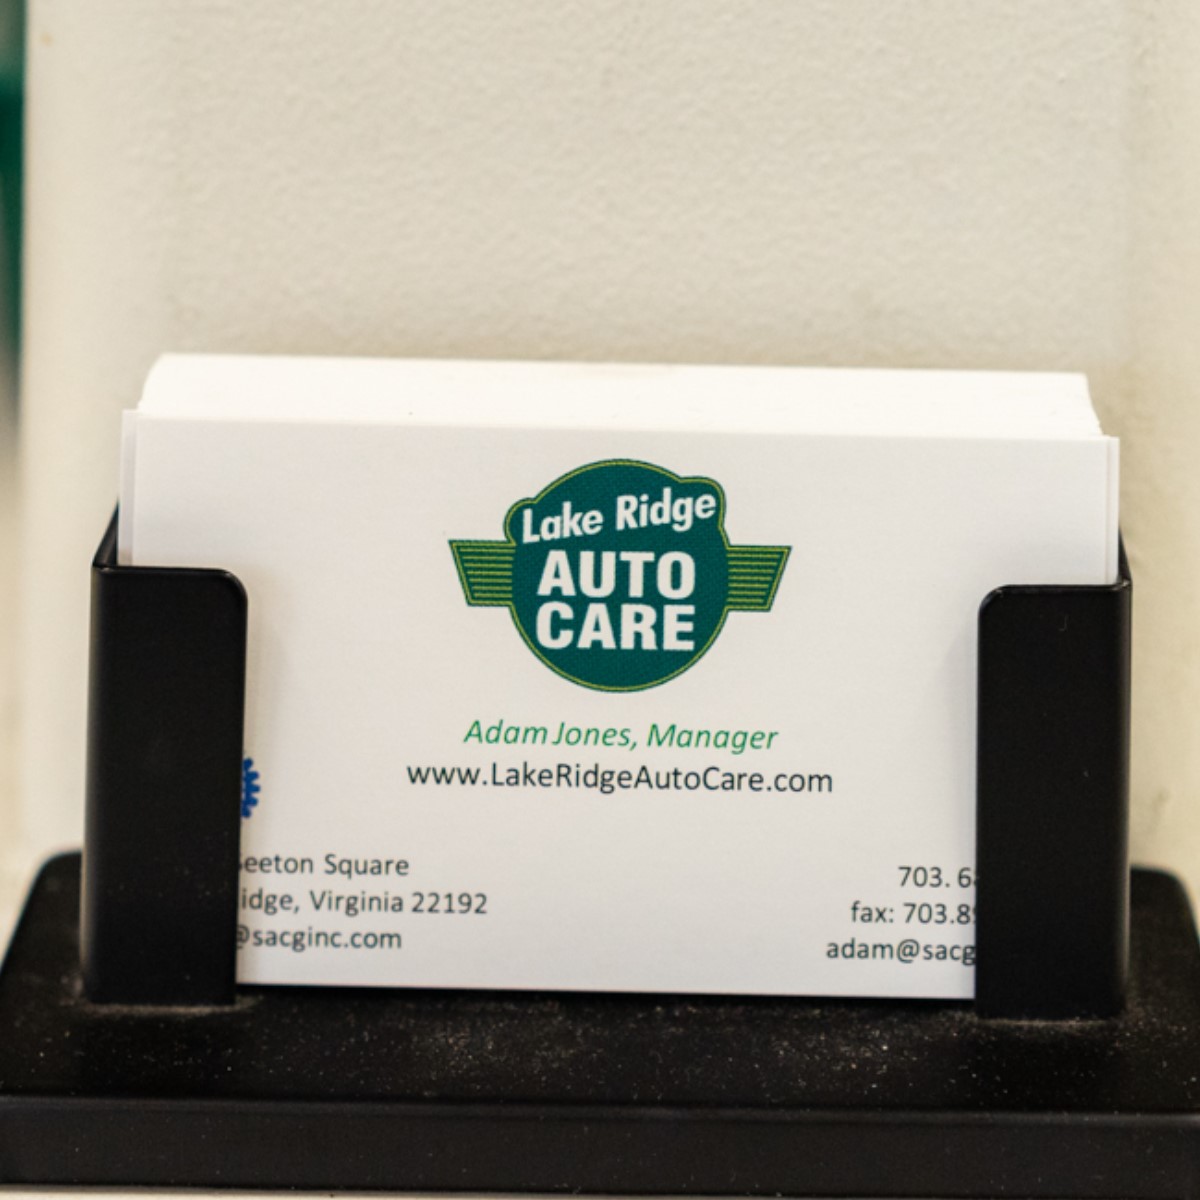 Lake Ridge
AUTO
CARE
Adam Jones, Manager
www.LakeRidgeAutoCare.com
eeton Square
idge, Virginia 22192
@sacginc.com
703. 6
fax: 703.8
adam@sacg